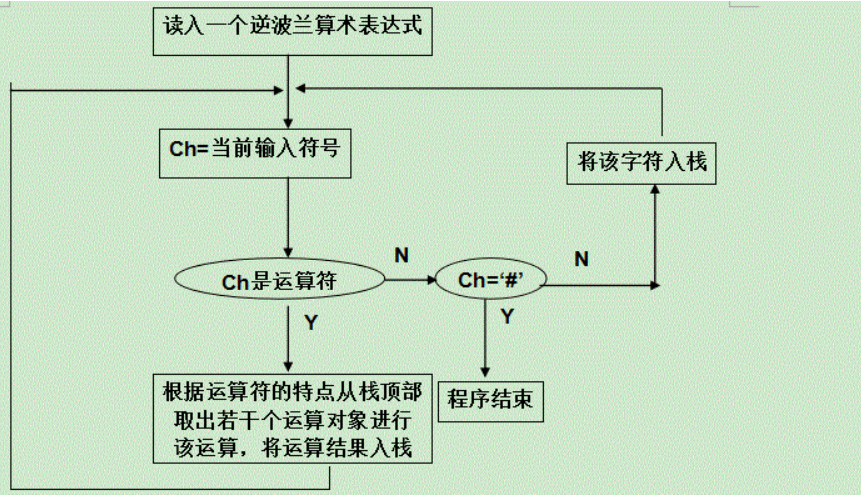 读入一个逆波兰算术表达式
Ch=当前输入符号
将该字符入栈
Ch是运算符
N
Ch=‘#’
N
Y
Y
根据运算符的特点从栈顶部
取出若干个运算对象进行
该运算，将运算结果入栈
程序结束